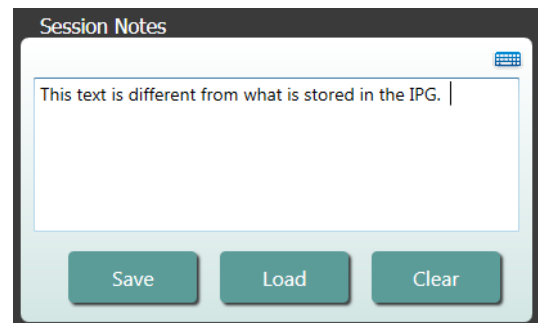 Session Notes
This text is different from what is stored in the IPG.
Save Load Clear